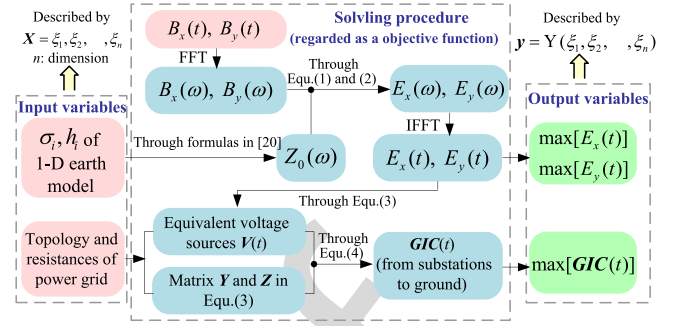 Described by
X = ξ1,ξ2,   ,ξn
n: dimension
Input variables
σi, hi of
1-D earth
model
Topology and
resistances of
power grid
Solvling procedure
(regarded as a objective function)
Bx(t), By(t)
FFT
Bx(ω), By(ω)
Through
Equ.(1) and (2)
Ex(ω), Ey(ω)
IFFT
Through formulas in [20]
Z0(ω)
Ex(t), Ey(t)
Through Equ.(3)
Equivalent voltage
sources V(t)
Matrix Y and Z in
Equ.(3)
Through
Equ.(4)
GIC(t)
(from substations
to ground)
Described by
y = Y(ξ1,ξ2,   ,ξn)
Output variables
max[Ex(t)]
max[Ey(t)]
max[GIC(t)]